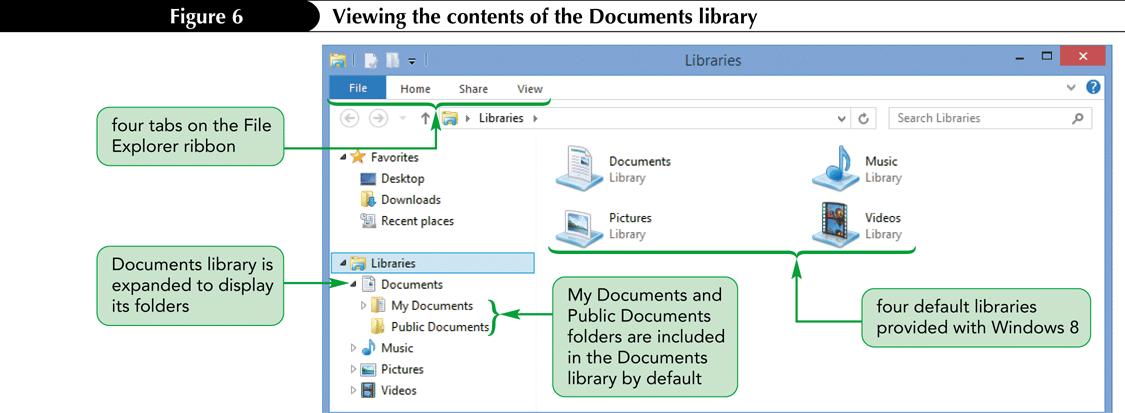 Figure 6
Viewing the contents of the Documents library
Libraries
File
Home
Share
View
Libraries
Search Libraries
four tabs on the File
Explorer ribbon
Favorites
Desktop
Downloads
Recent places
Documents
Library
Music
Library
Pictures
Library
Videos
Library
Documents library is
expanded to display
its folders
Libraries
Documents
My Documents
Public Documents
Music
Pictures
Videos
My Documents and
Public Documents
folders are included
in the Documents
library by default
four default libraries
provided with Windows 8